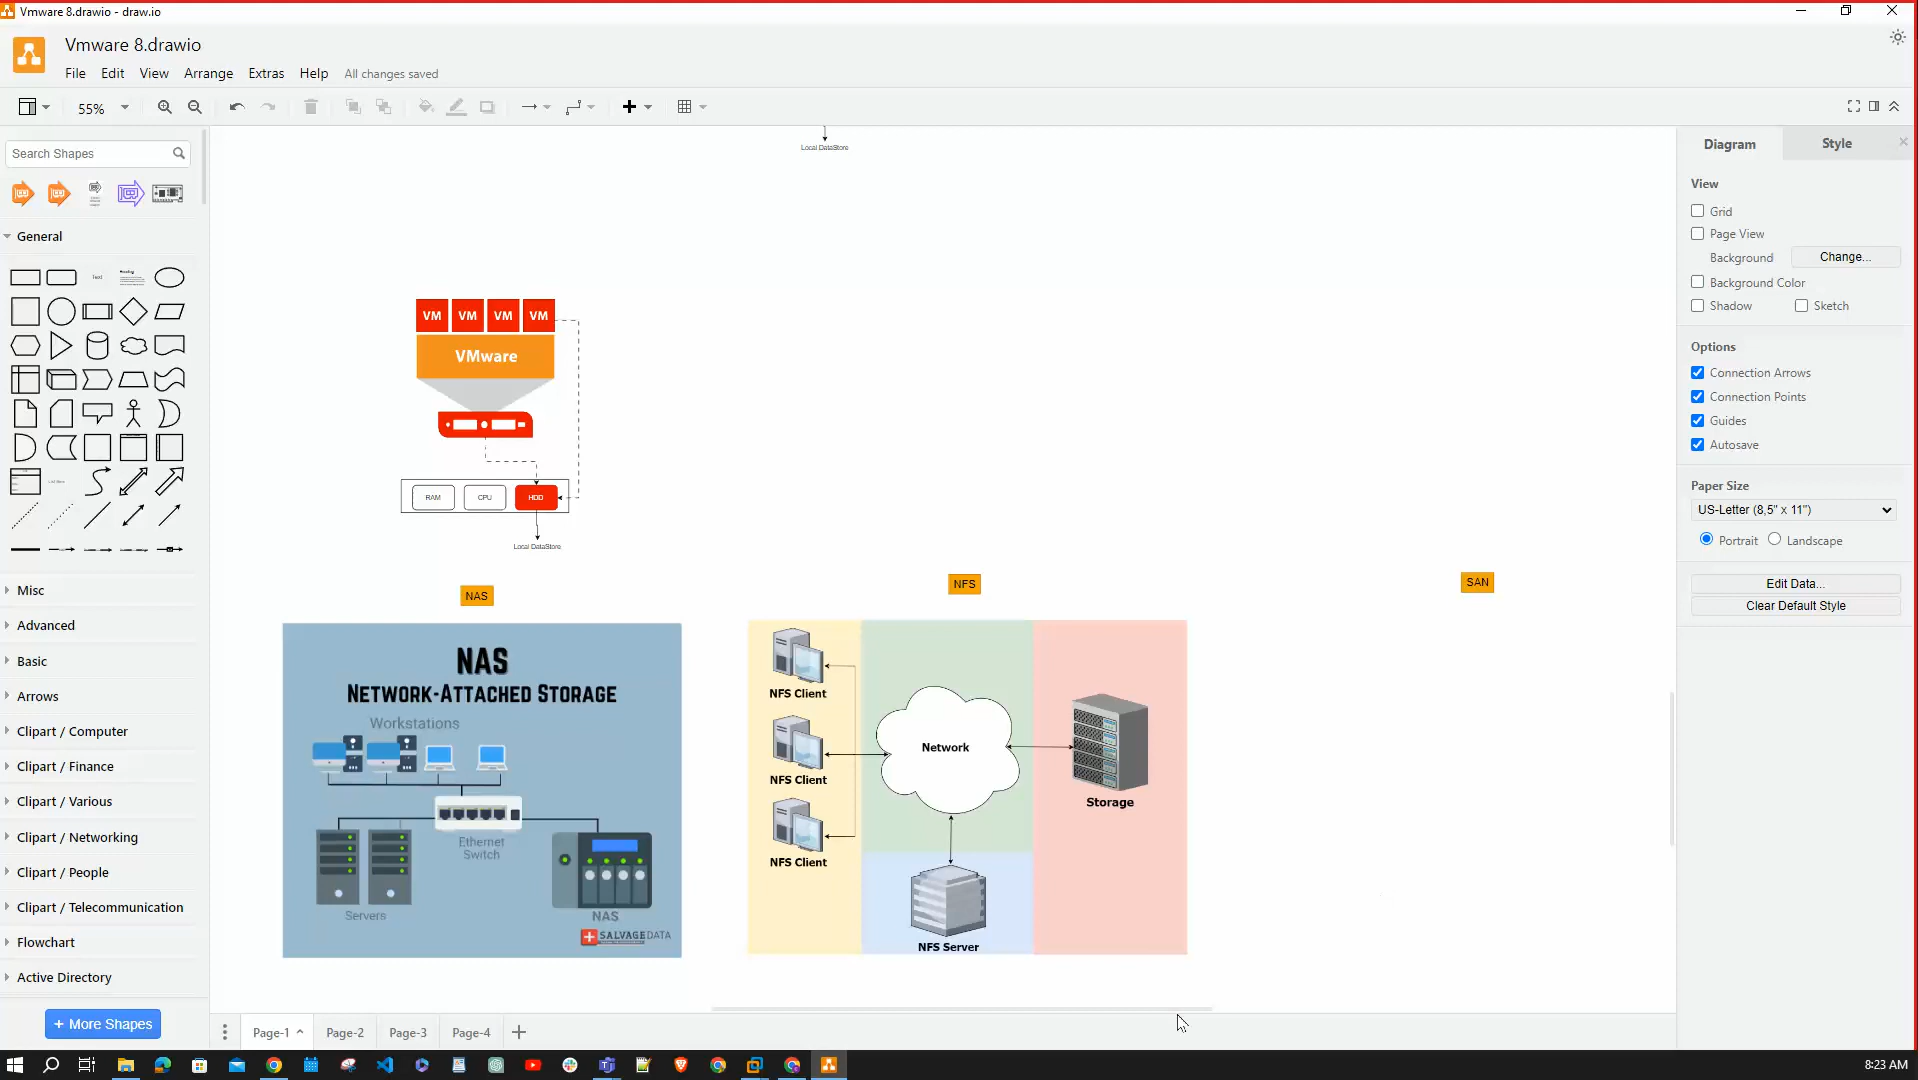 Vmware 8.drawio - draw.io
Vmware 8.drawio
File Edit View Arrange Extras Help All changes saved
55%
Search Shapes
General
Text
Heading
Misc
Advanced
Basic
Arrows
Clipart / Computer
Clipart / Finance
Clipart / Various
Clipart / Networking
Clipart / People
Clipart / Telecommunication
Flowchart
Active Directory
+ More Shapes
Local DataStore
VM VM VM VM
VMware
RAM CPU HDD
Local DataStore
NAS
NFS
SAN
NAS
NETWORK-ATTACHED STORAGE
Workstations
Ethernet
Switch
Servers
NAS
SALVAGEDATA
NFS Client
NFS Client
NFS Client
Network
NFS Server
Storage
Page-1 Page-2 Page-3 Page-4
Diagram Style
View
Grid
Page View
Background Change...
Background Color
Shadow Sketch
Options
Connection Arrows
Connection Points
Guides
Autosave
Paper Size
US-Letter (8,5" x 11")
Portrait Landscape
Edit Data...
Clear Default Style
8:23 AM